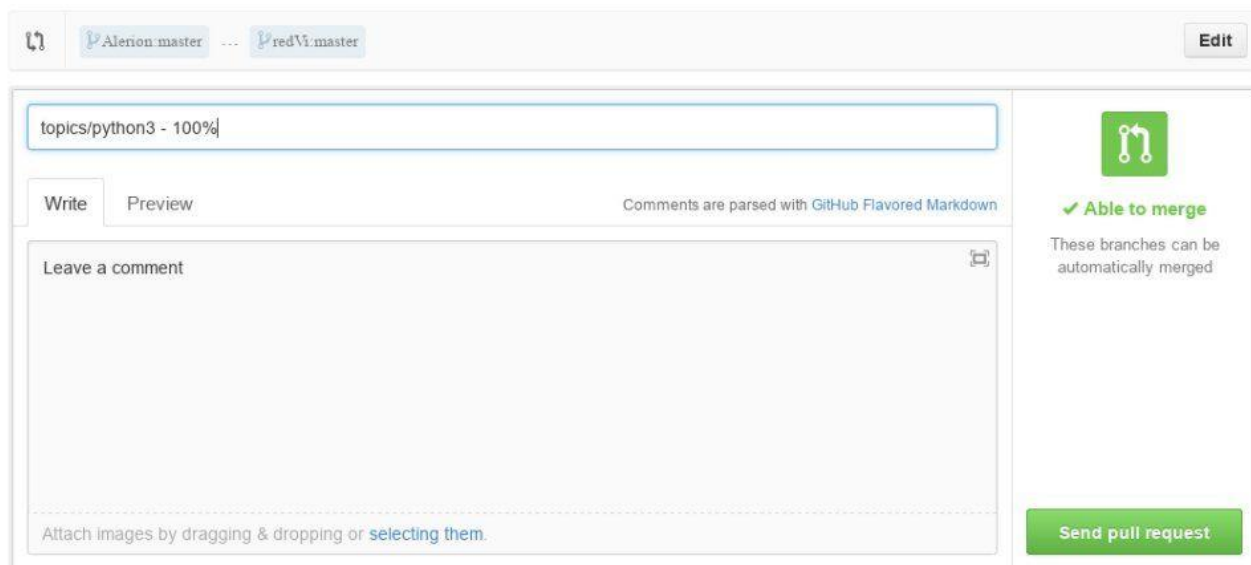 Alerion:master ... redVi:master Edit
topics/python3 - 100%
Write Preview Comments are parsed with GitHub Flavored Markdown
Leave a comment
Attach images by dragging & dropping or selecting them.
Able to merge
These branches can be
automatically merged
Send pull request